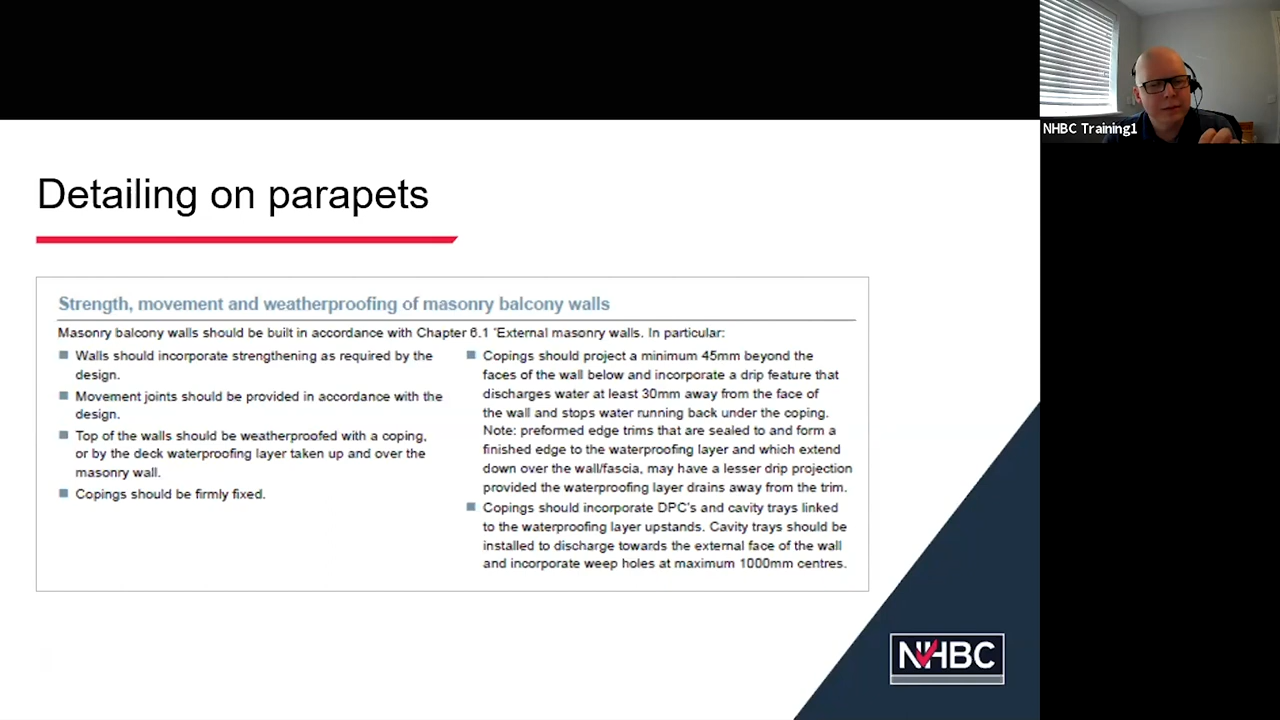 NHBC Training1
Detailing on parapets
Strength, movement and weatherproofing of masonry balcony walls
Masonry balcony walls should be built in accordance with Chapter 6.1 'External masonry walls. In particular:
Walls should incorporate strengthening as required by the
design.
Movement joints should be provided in accordance with the
design.
Top of the walls should be weatherproofed with a coping,
or by the deck waterproofing layer taken up and over the
masonry wall.
Copings should be firmly fixed.
Copings should project a minimum 45mm beyond the
faces of the wall below and incorporate a drip feature that
discharges water at least 30mm away from the face of
the wall and stops water running back under the coping.
Note: preformed edge trims that are sealed to and form a
finished edge to the waterproofing layer and which extend
down over the wall/fascia, may have a lesser drip projection
provided the waterproofing layer drains away from the trim.
Copings should incorporate DPC's and cavity trays linked
to the waterproofing layer upstands. Cavity trays should be
installed to discharge towards the external face of the wall
and incorporate weep holes at maximum 1000mm centres.
NHBC